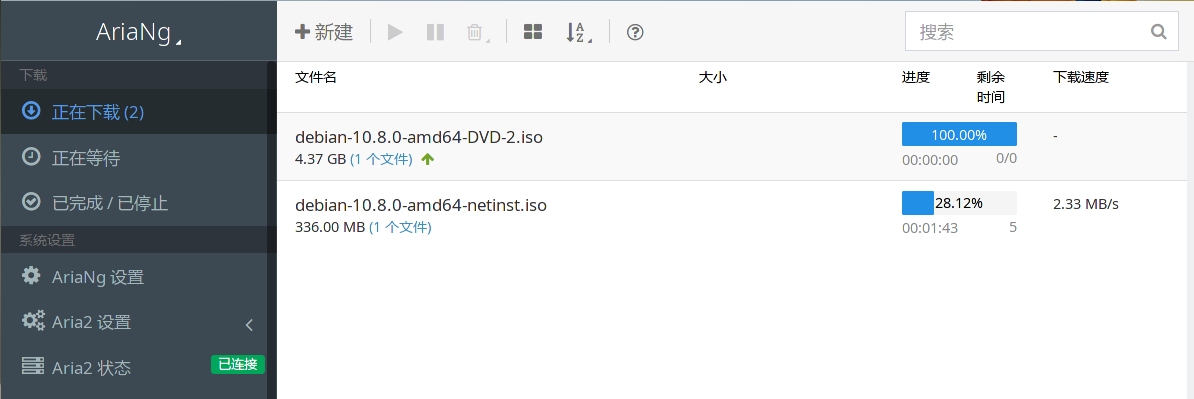 AriaNg
新建
搜索
下载
正在下载 (2)
正在等待
已完成 / 已停止
系统设置
AriaNg 设置
Aria2 设置
Aria2 状态
已连接
文件名
大小
进度
剩余
时间
下载速度
debian-10.8.0-amd64-DVD-2.iso
4.37 GB (1 个文件)
100.00%
00:00:00
0/0
-
debian-10.8.0-amd64-netinst.iso
336.00 MB (1 个文件)
28.12%
00:01:43
5
2.33 MB/s